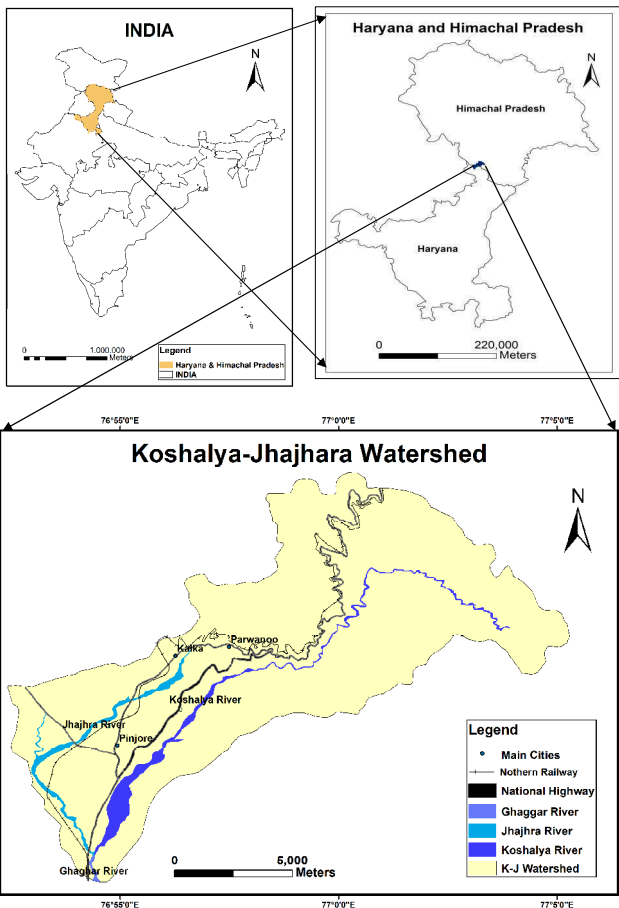 INDIA
N
0
1,000,000
Meters
Legend
Haryana & Himachal Pradesh
INDIA
Haryana and Himachal Pradesh
N
Himachal Pradesh
Haryana
0
220,000
Meters
76°55'0"E
77°0'0"E
77°5'0"E
Koshalya-Jhajhara Watershed
N
Kalka
Parwanoo
Koshalya River
Jhajhra River
Pinjore
Ghaghar River
0
5,000
Meters
Legend
Main Cities
Nothern Railway
National Highway
Ghaggar River
Jhajhra River
Koshalya River
K-J Watershed
76°55'0"E
77°0'0"E
77°5'0"E